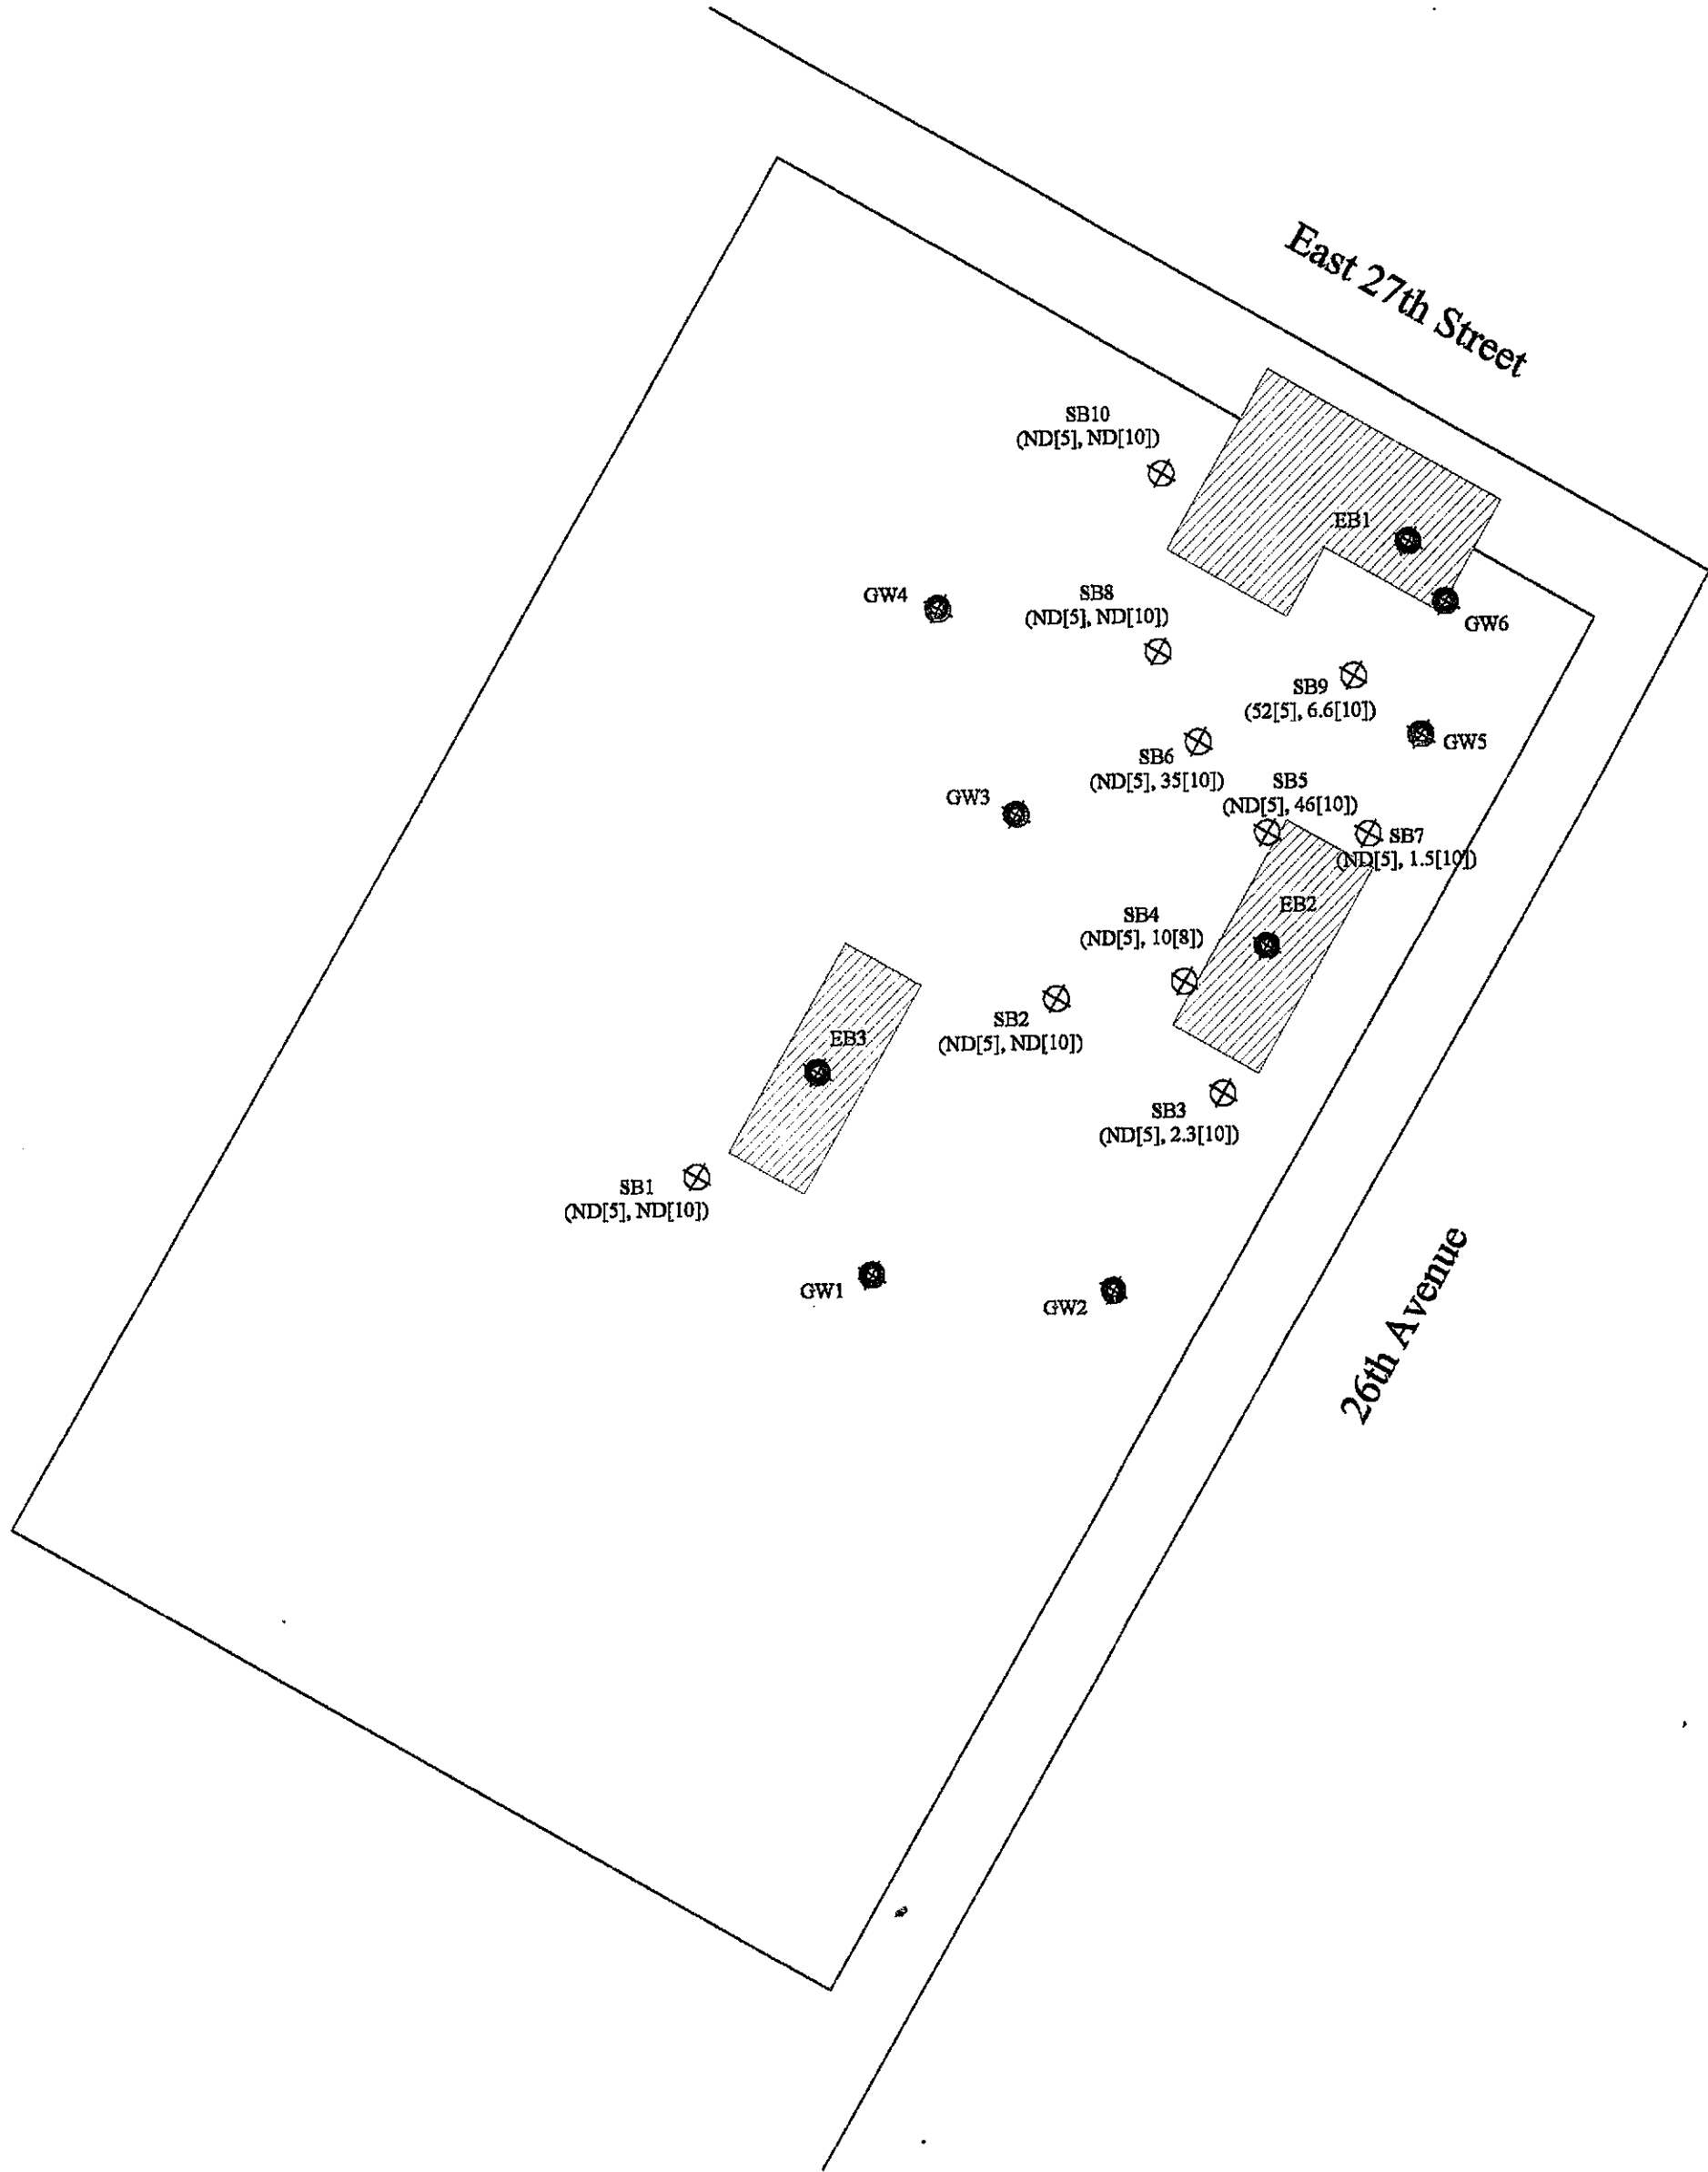 East 27th Street
SB10
(ND[5], ND[10])
EB1
GW4
SB8
(ND[5], ND[10])
GW6
SB9
(52[5], 6.6[10])
GW5
SB6
(ND[5], 35[10])
SB5
(ND[5], 46[10])
GW3
SB7
(ND[5], 1.5[10])
EB2
SB4
(ND[5], 10[8])
SB2
(ND[5], ND[10])
EB3
SB3
(ND[5], 2.3[10])
SB1
(ND[5], ND[10])
GW1
GW2
26th Avenue